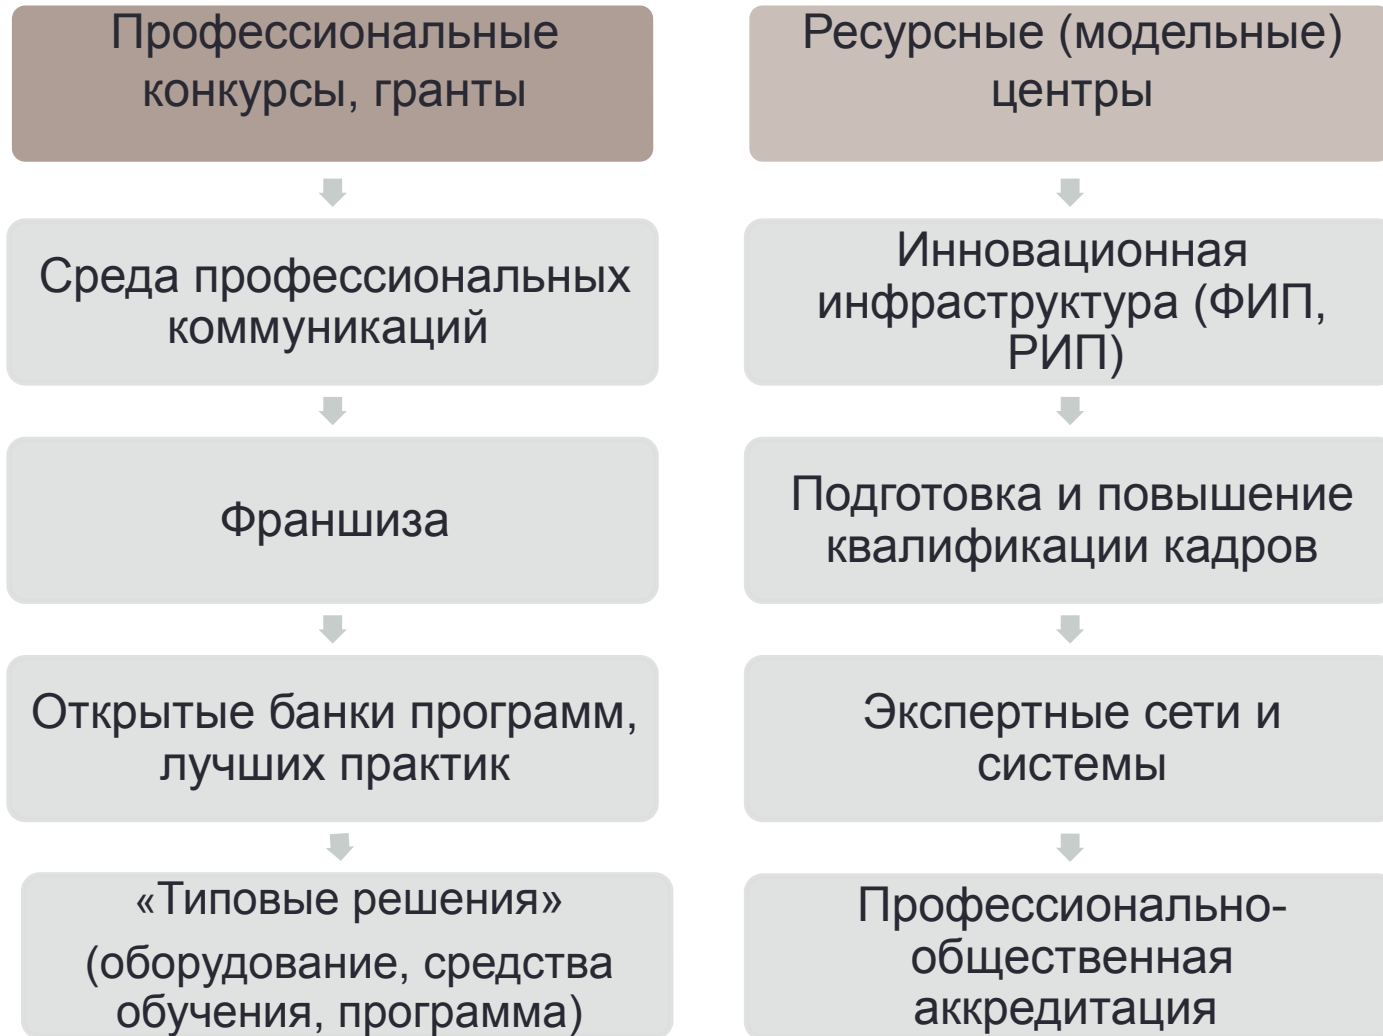 Профессиональные
конкурсы, гранты
Среда профессиональных
коммуникаций
Франшиза
Открытые банки программ,
лучших практик
«Типовые решения»
(оборудование, средства
обучения, программа)
Ресурсные (модельные)
центры
Инновационная
инфраструктура (ФИП,
РИП)
Подготовка и повышение
квалификации кадров
Экспертные сети и
системы
Профессионально-
общественная
аккредитация